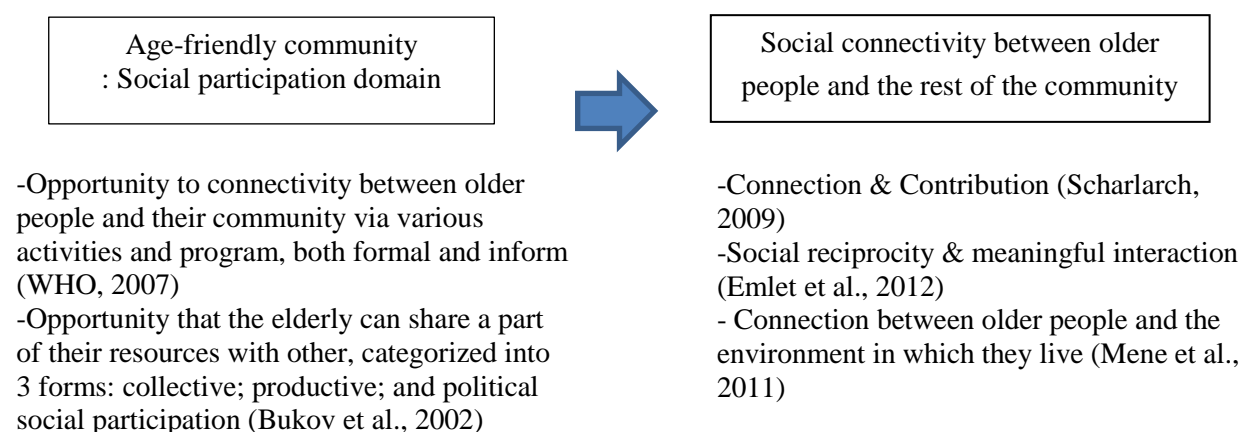 Age-friendly community
: Social participation domain
-Opportunity to connectivity between older
people and their community via various
activities and program, both formal and inform
(WHO, 2007)
-Opportunity that the elderly can share a part
of their resources with other, categorized into
3 forms: collective; productive; and political
social participation (Bukov et al., 2002)
Social connectivity between older
people and the rest of the community
-Connection & Contribution (Scharlarch,
2009)
-Social reciprocity & meaningful interaction
(Emlet et al., 2012)
- Connection between older people and the
environment in which they live (Mene et al.,
2011)